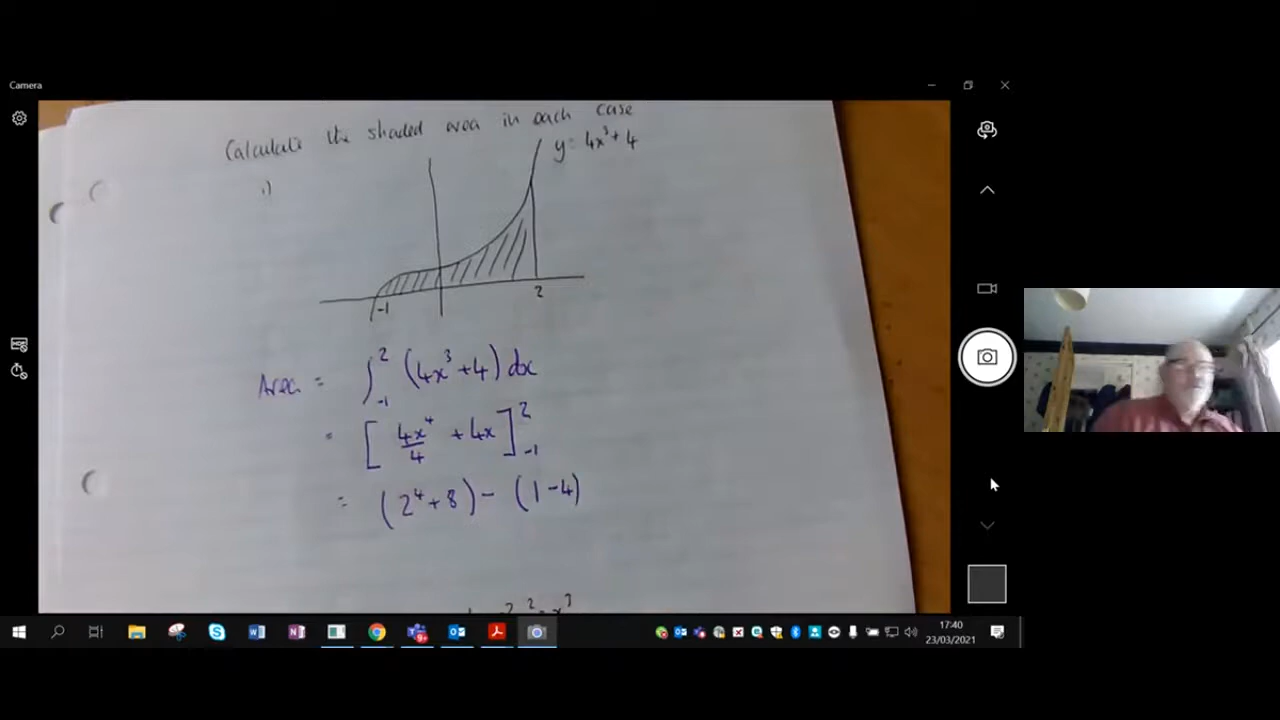 Camera
Calculate the shaded area in each case
y = 4x³ + 4
i)
-1
2
Area = ∫₋₁² (4x³ + 4) dx
= [4x⁴/4 + 4x]₋₁²
= (2⁴ + 8) - (1 - 4)
17:40
23/03/2021